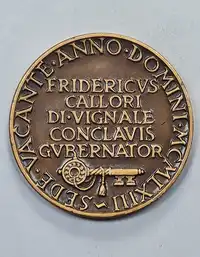 SEDE·VACANTE·ANNO·DOMINI·MCMLXIII
FRIDERICVS
CALLORI
DI·VIGNALE
CONCLAVIS
GVBERNATOR